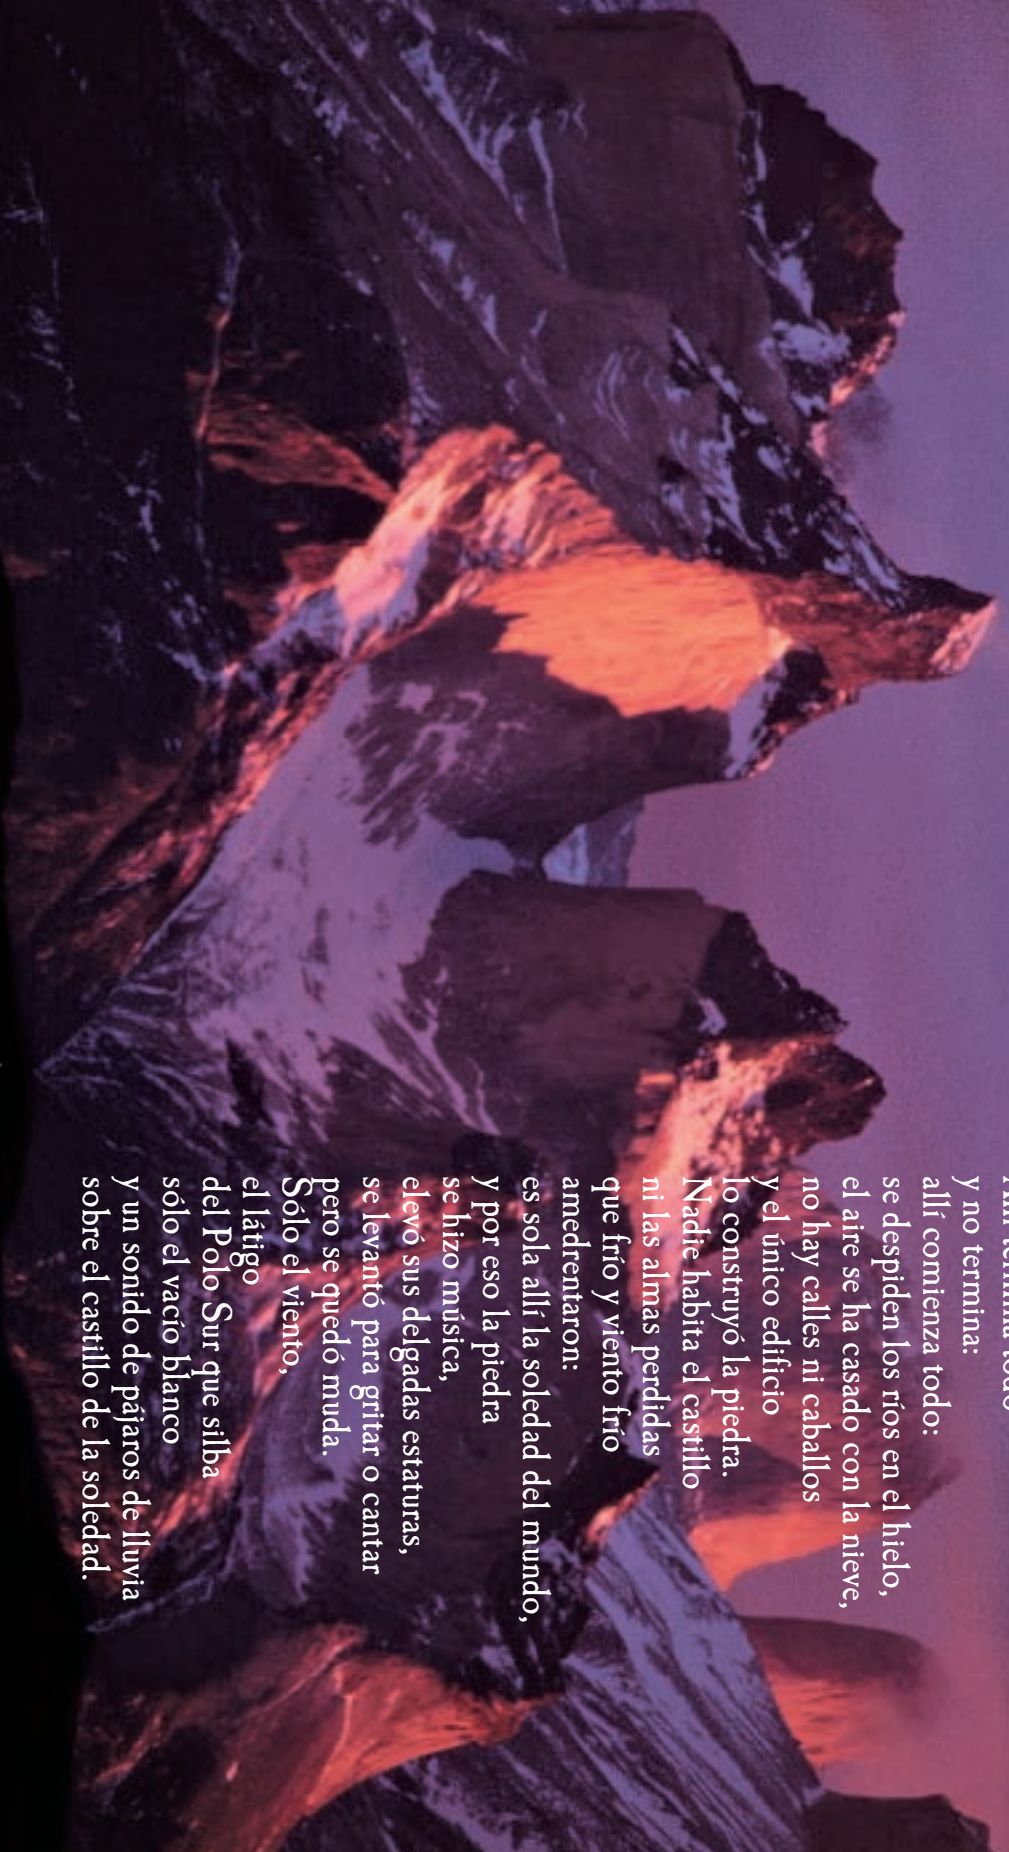 y no termina:
allí comienza todo:
se despiden los ríos en el hielo,
el aire se ha casado con la nieve,
no hay calles ni caballos
y el único edificio
lo construyó la piedra.
Nadie habita el castillo
ni las almas perdidas
que frío y viento frío
amedrentaron:
es sola allí la soledad del mundo,
y por eso la piedra
se hizo música,
elevó sus delgadas estaturas,
se levantó para gritar o cantar
pero se quedó muda.
Sólo el viento,
el látigo
del Polo Sur que silba
sólo el vacío blanco
y un sonido de pájaros de lluvia
sobre el castillo de la soledad.